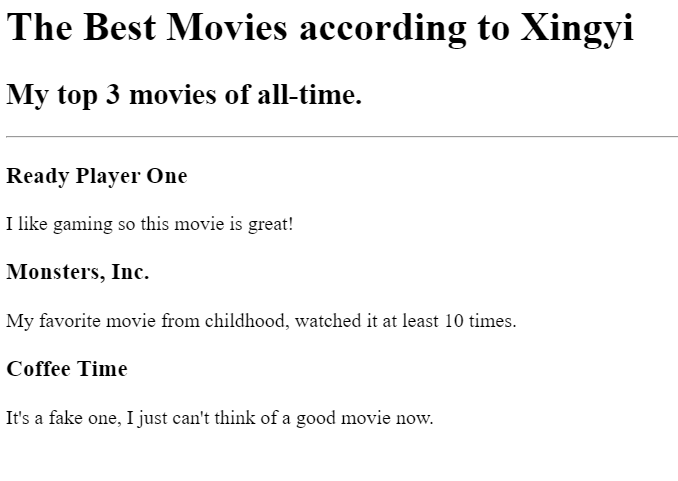 The Best Movies according to Xingyi
My top 3 movies of all-time.
Ready Player One
I like gaming so this movie is great!
Monsters, Inc.
My favorite movie from childhood, watched it at least 10 times.
Coffee Time
It's a fake one, I just can't think of a good movie now.